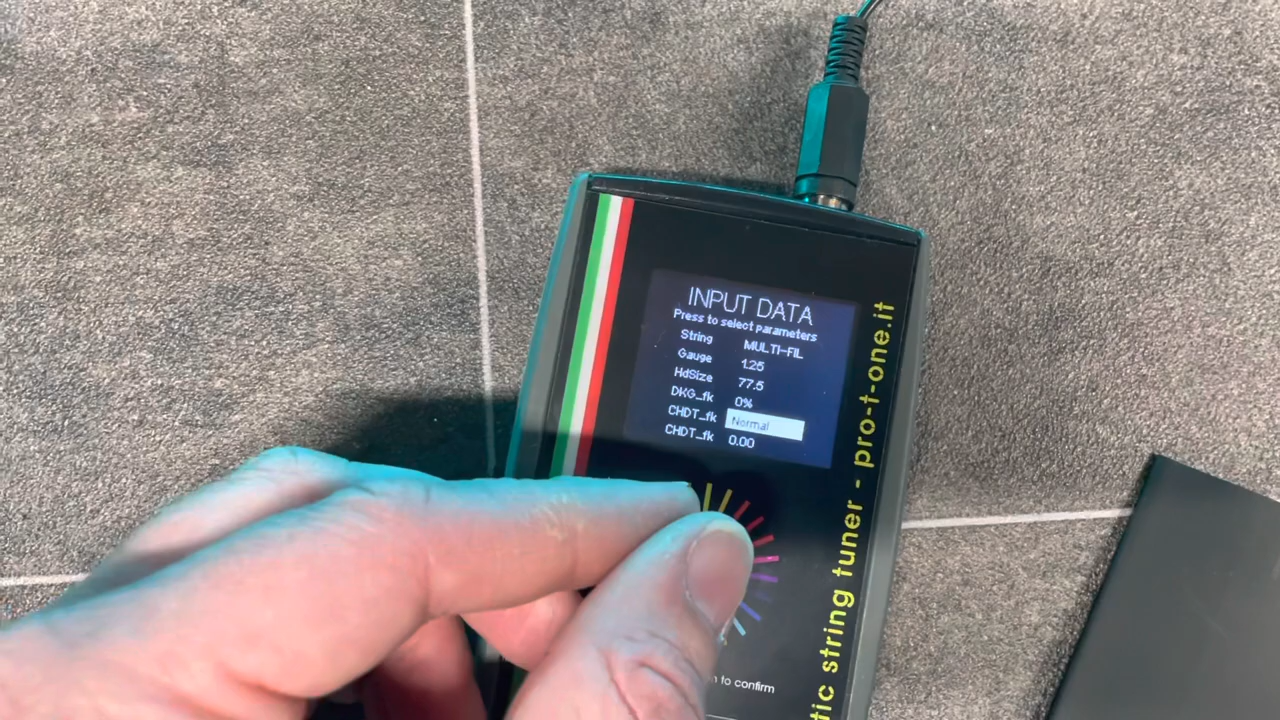 INPUT DATA
Press to select parameters
String MULTI-FIL
Gauge 1.25
HdSize 77.5
DKG_fk 0%
CHDT_fk Normal
CHDT_fk 0.00
to confirm
string tuner - pro-t-one.it